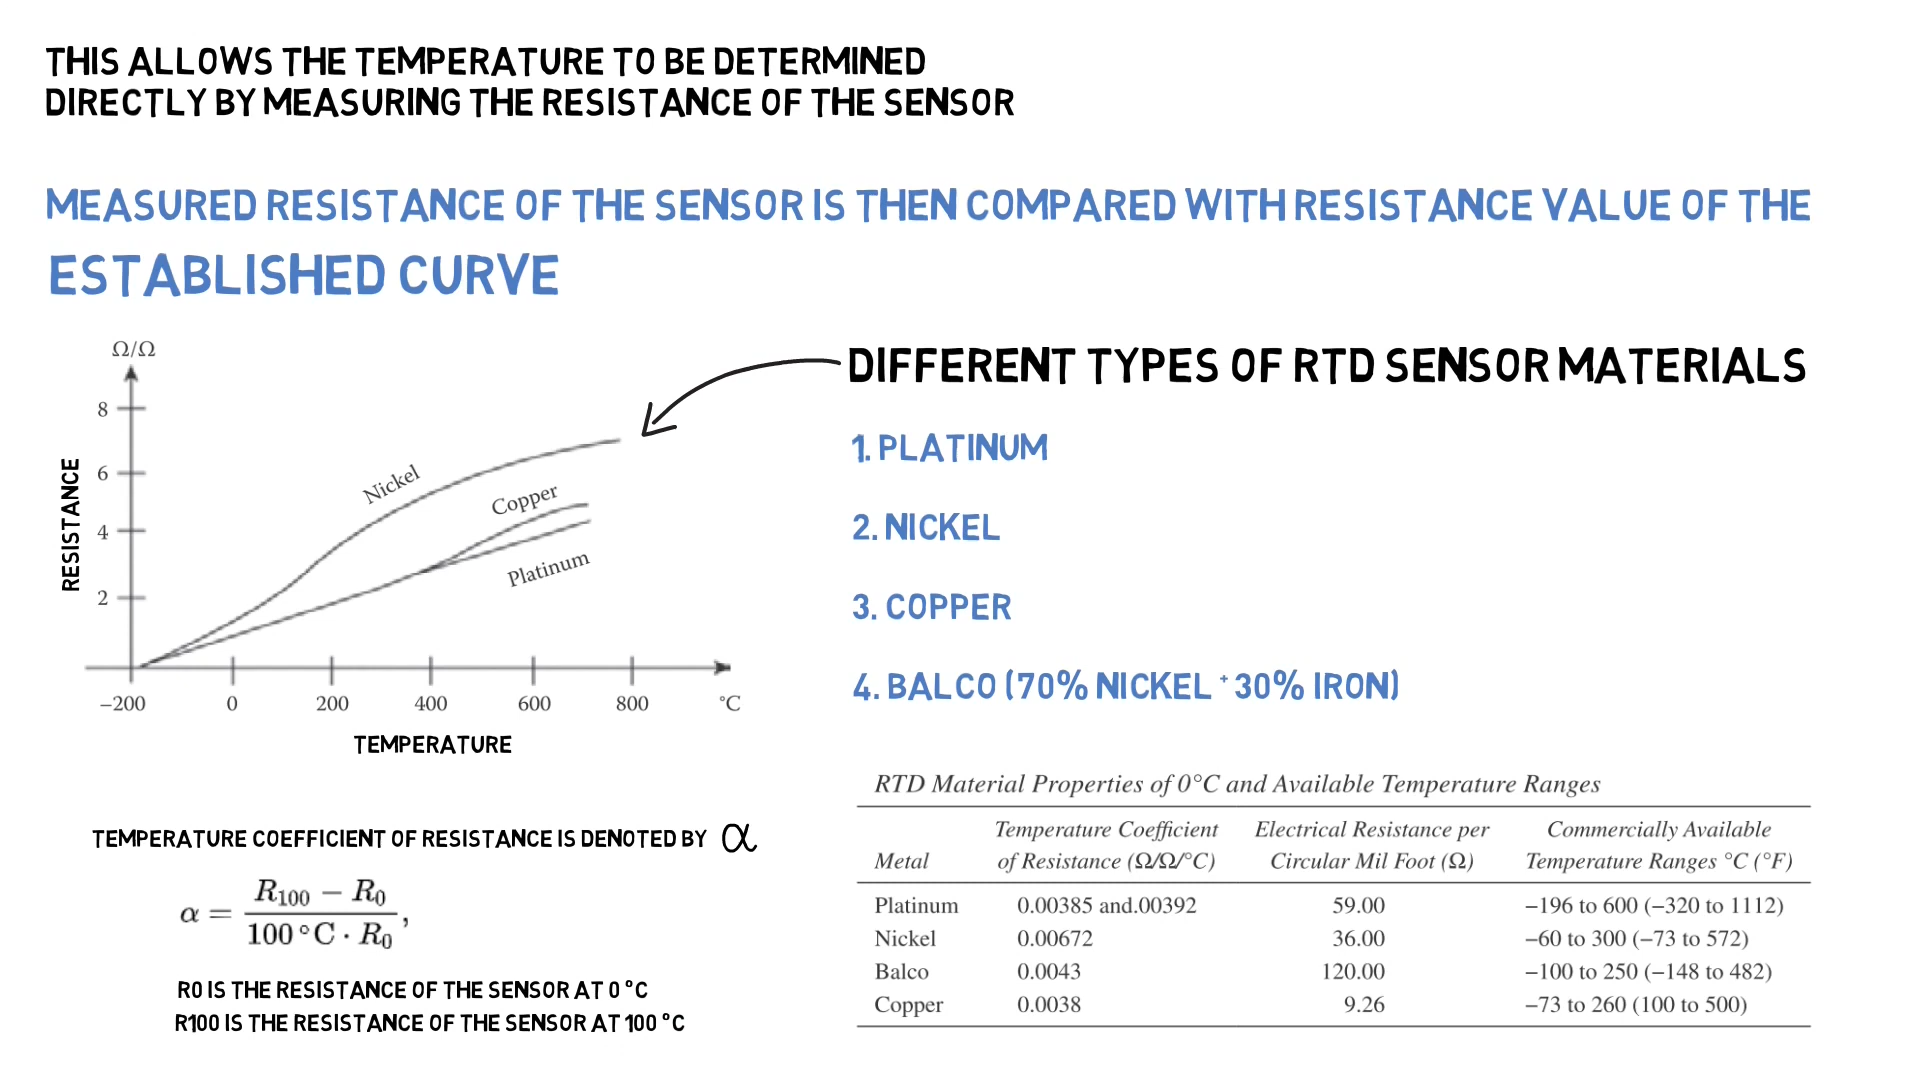 THIS ALLOWS THE TEMPERATURE TO BE DETERMINED
DIRECTLY BY MEASURING THE RESISTANCE OF THE SENSOR
MEASURED RESISTANCE OF THE SENSOR IS THEN COMPARED WITH RESISTANCE VALUE OF THE
ESTABLISHED CURVE
Ω/Ω
8
6
4
2
RESISTANCE
Nickel
Copper
Platinum
–200 0 200 400 600 800 °C
TEMPERATURE
DIFFERENT TYPES OF RTD SENSOR MATERIALS
1. PLATINUM
2. NICKEL
3. COPPER
4. BALCO (70% NICKEL + 30% IRON)
TEMPERATURE COEFFICIENT OF RESISTANCE IS DENOTED BY α
α = (R₁₀₀ − R₀) / (100 °C · R₀),
R0 IS THE RESISTANCE OF THE SENSOR AT 0 °C
R100 IS THE RESISTANCE OF THE SENSOR AT 100 °C
RTD Material Properties of 0°C and Available Temperature Ranges
Temperature Coefficient Electrical Resistance per Commercially Available
Metal of Resistance (Ω/Ω/°C) Circular Mil Foot (Ω) Temperature Ranges °C (°F)
Platinum 0.00385 and.00392 59.00 –196 to 600 (–320 to 1112)
Nickel 0.00672 36.00 –60 to 300 (–73 to 572)
Balco 0.0043 120.00 –100 to 250 (–148 to 482)
Copper 0.0038 9.26 –73 to 260 (100 to 500)